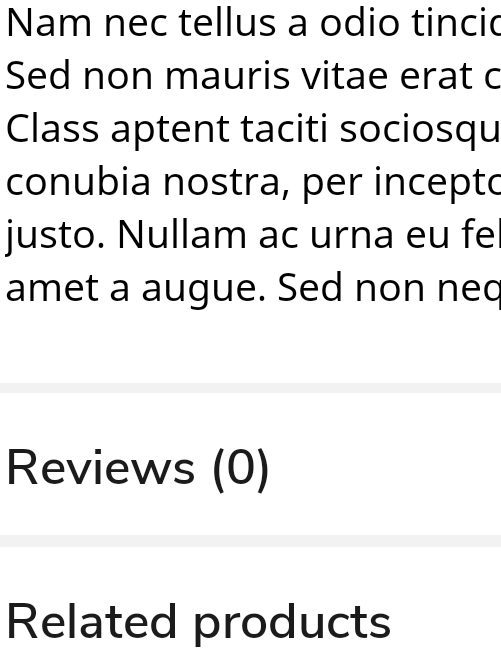 Nam nec tellus a odio
Sed non mauris vitae erat
Class aptent taciti sociosqu
conubia nostra, per
justo. Nullam ac urna eu
amet a augue. Sed non
Reviews (0)
Related products